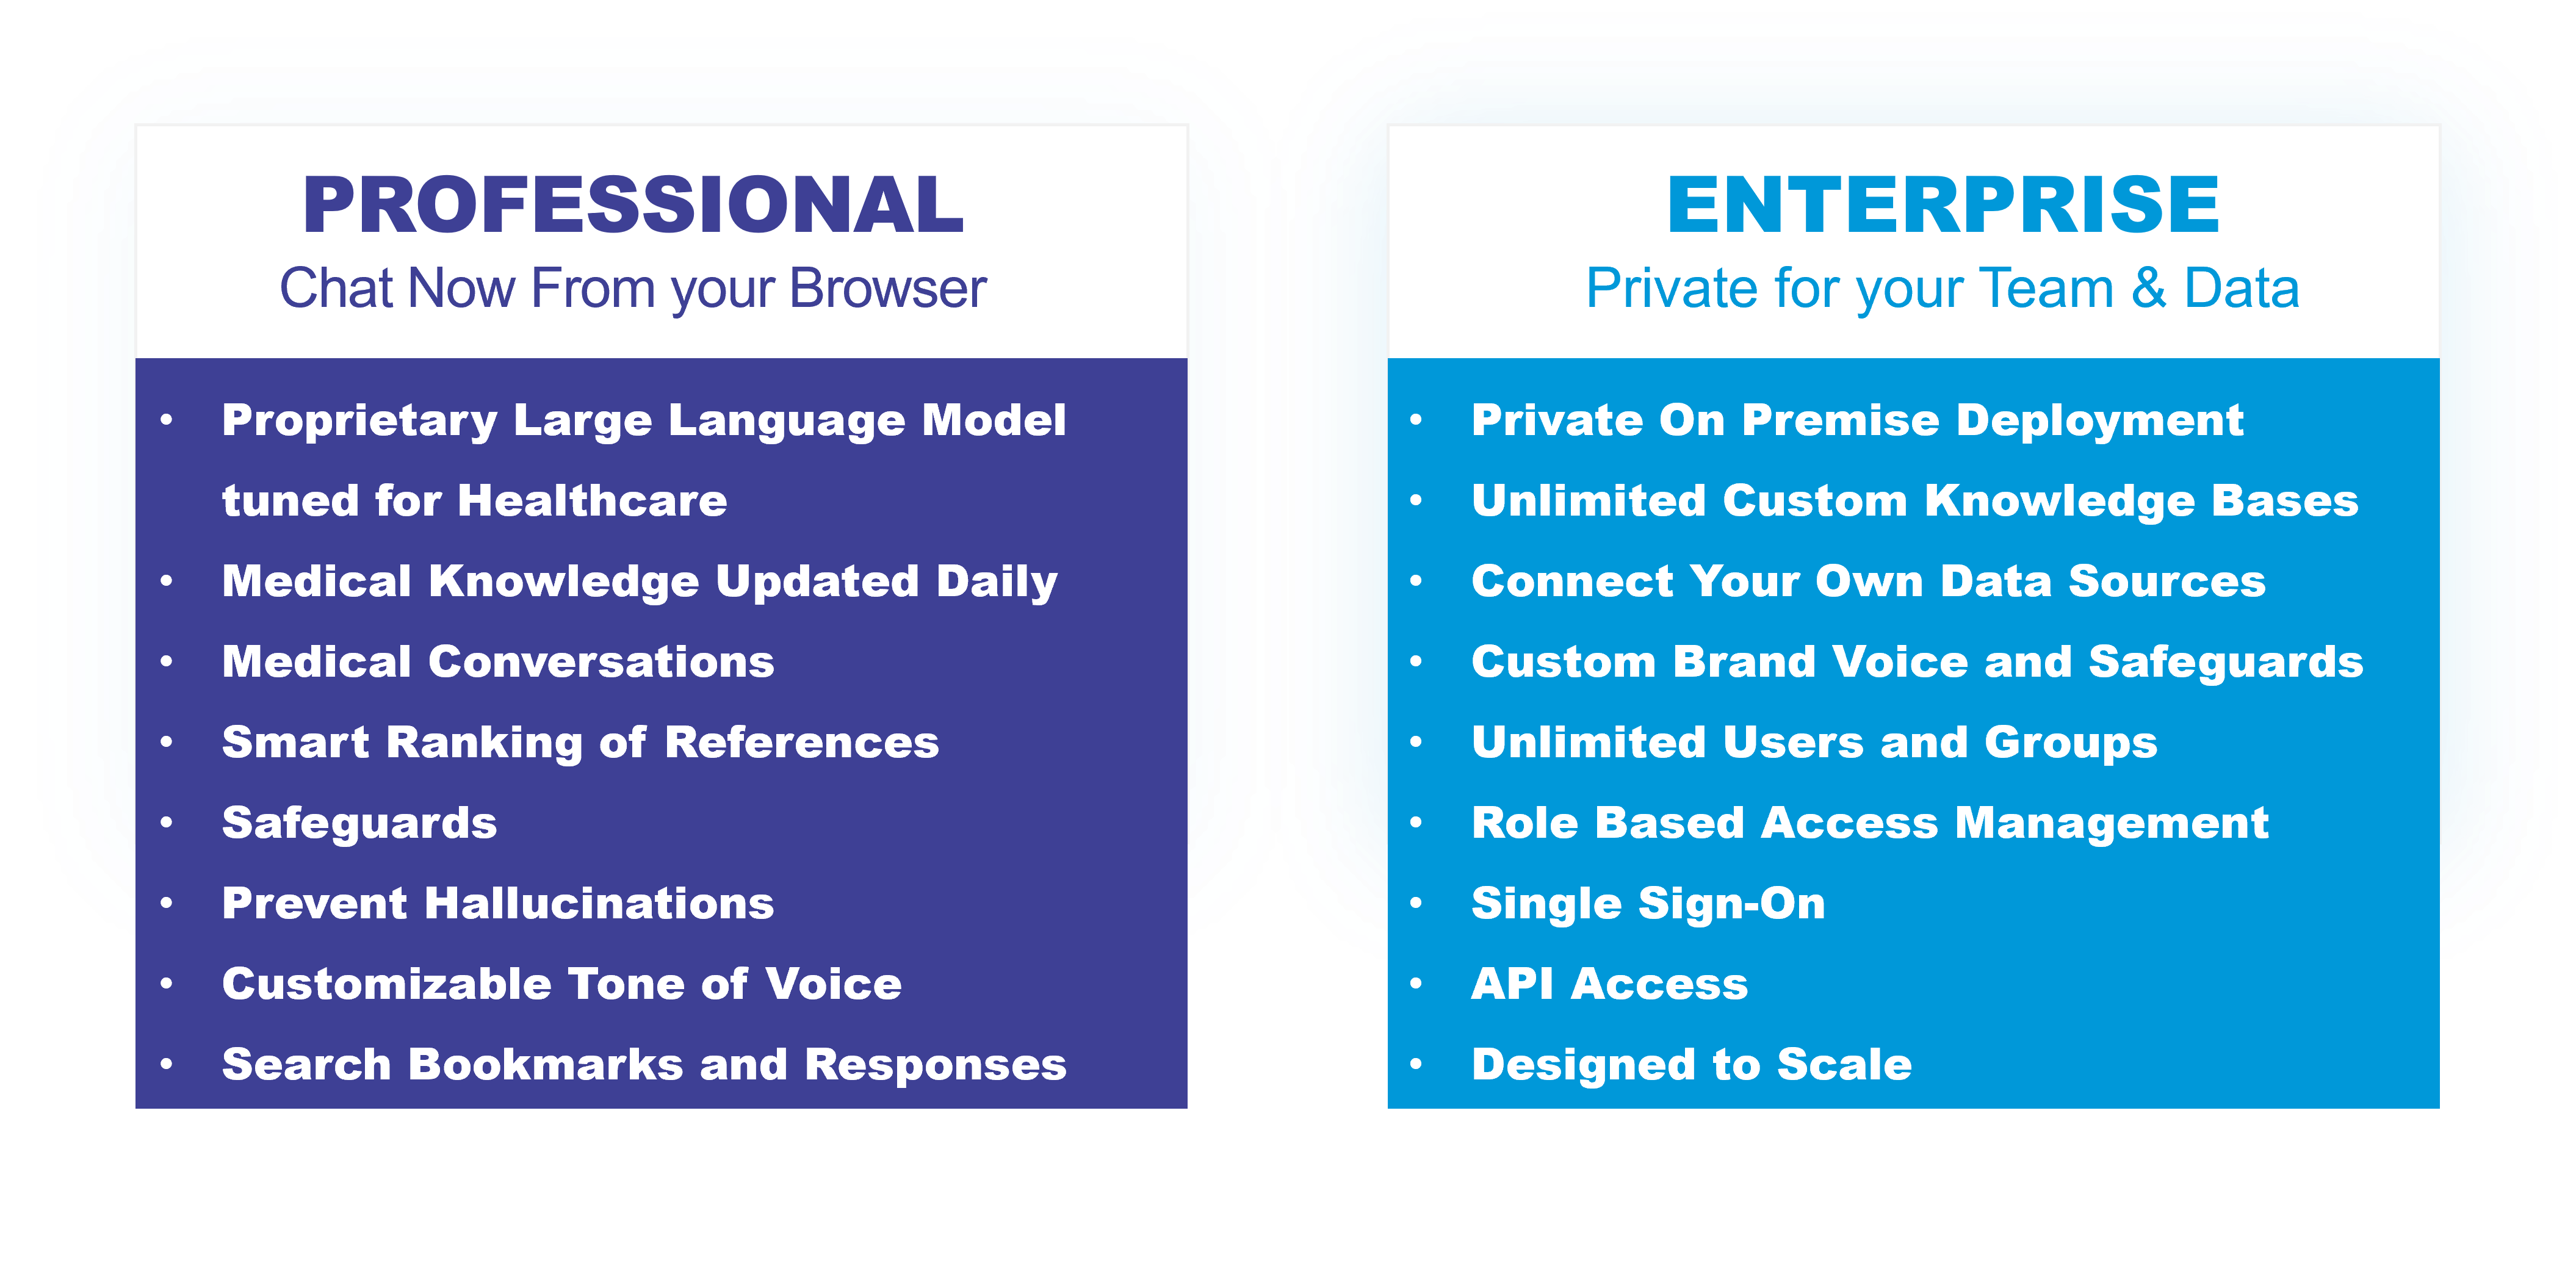 PROFESSIONAL
Chat Now From your Browser
• Proprietary Large Language Model
tuned for Healthcare
• Medical Knowledge Updated Daily
• Medical Conversations
• Smart Ranking of References
• Safeguards
• Prevent Hallucinations
• Customizable Tone of Voice
• Search Bookmarks and Responses
ENTERPRISE
Private for your Team & Data
• Private On Premise Deployment
• Unlimited Custom Knowledge Bases
• Connect Your Own Data Sources
• Custom Brand Voice and Safeguards
• Unlimited Users and Groups
• Role Based Access Management
• Single Sign-On
• API Access
• Designed to Scale